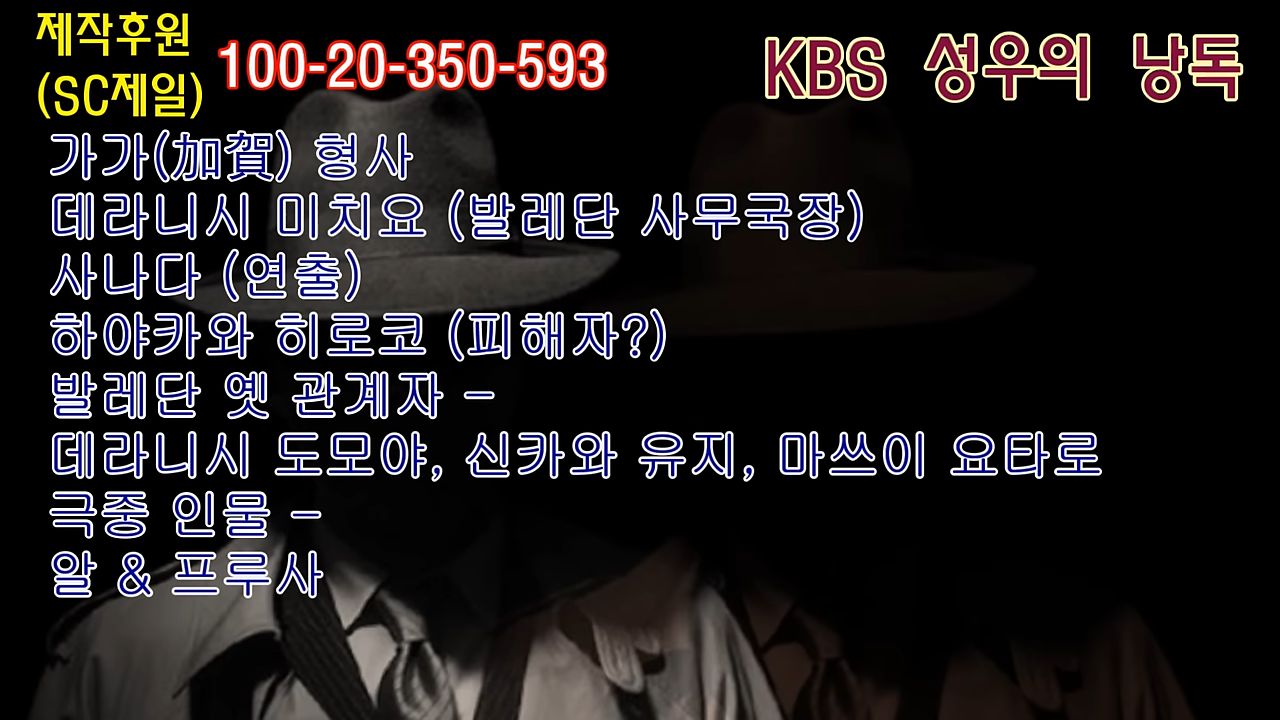 제작후원
(SC제일)
100-20-350-593
KBS 성우의 낭독
가가(加賀) 형사
데라니시 미치요 (발레단 사무국장)
사나다 (연출)
하야카와 히로코 (피해자?)
발레단 옛 관계자 -
데라니시 도모야, 신카와 유지, 마쓰이 요타로
극중 인물 -
알 & 프루사